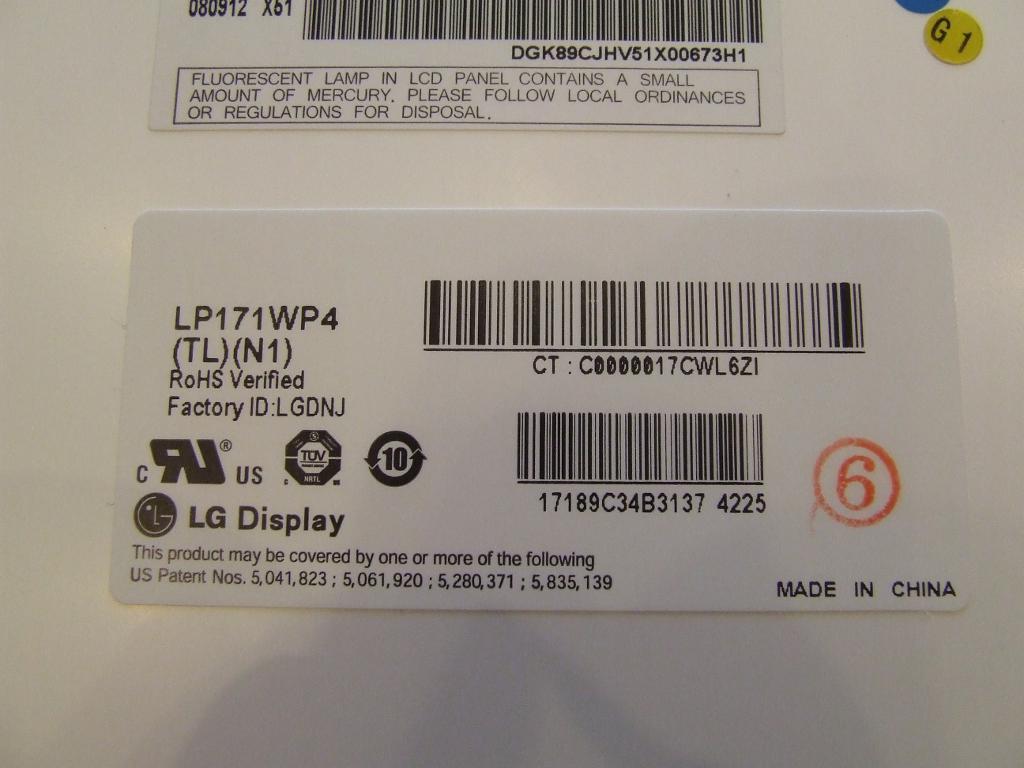 080912 X61
DGK89CJHV51X00673H1
FLUORESCENT LAMP IN LCD PANEL CONTAINS A SMALL
AMOUNT OF MERCURY. PLEASE FOLLOW LOCAL ORDINANCES
OR REGULATIONS FOR DISPOSAL.
G1
LP171WP4
(TL)(N1)
RoHS Verified
Factory ID:LGDNJ
CT : C0000017CWL6ZI
C US ®
TÜV
NRTL
10
17189C34B3137 4225
6
LG Display
This product may be covered by one or more of the following
US Patent Nos. 5,041,823 ; 5,061,920 ; 5,280,371 ; 5,835,139
MADE IN CHINA